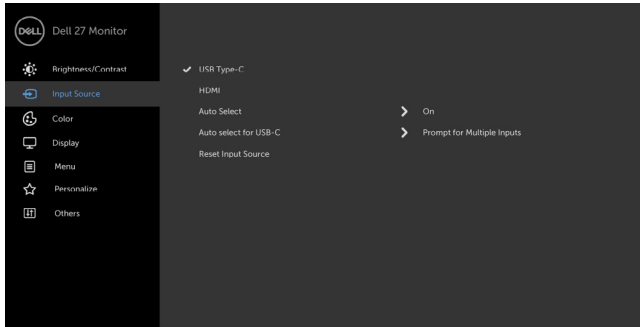 DELL Dell 27 Monitor
Brightness/Contrast
✔ USB Type-C
Input Source
HDMI
Color
Auto Select > On
Display
Auto select for USB-C > Prompt for Multiple Inputs
Menu
Reset Input Source
Personalize
Others